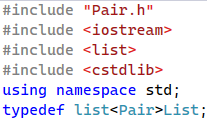 #include "Pair.h"
#include <iostream>
#include <list>
#include <cstdlib>
using namespace std;
typedef list<Pair>List;